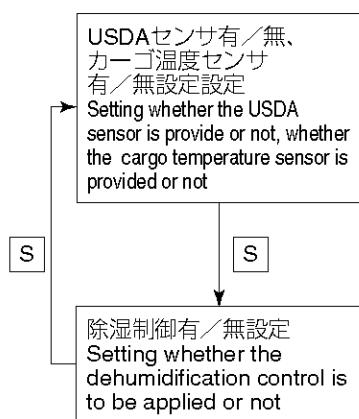 USDAセンサ有／無、
カーゴ温度センサ
有／無設定設定
Setting whether the USDA
sensor is provide or not, whether
the cargo temperature sensor is
provided or not
S
S
除湿制御有／無設定
Setting whether the
dehumidification control is
to be applied or not